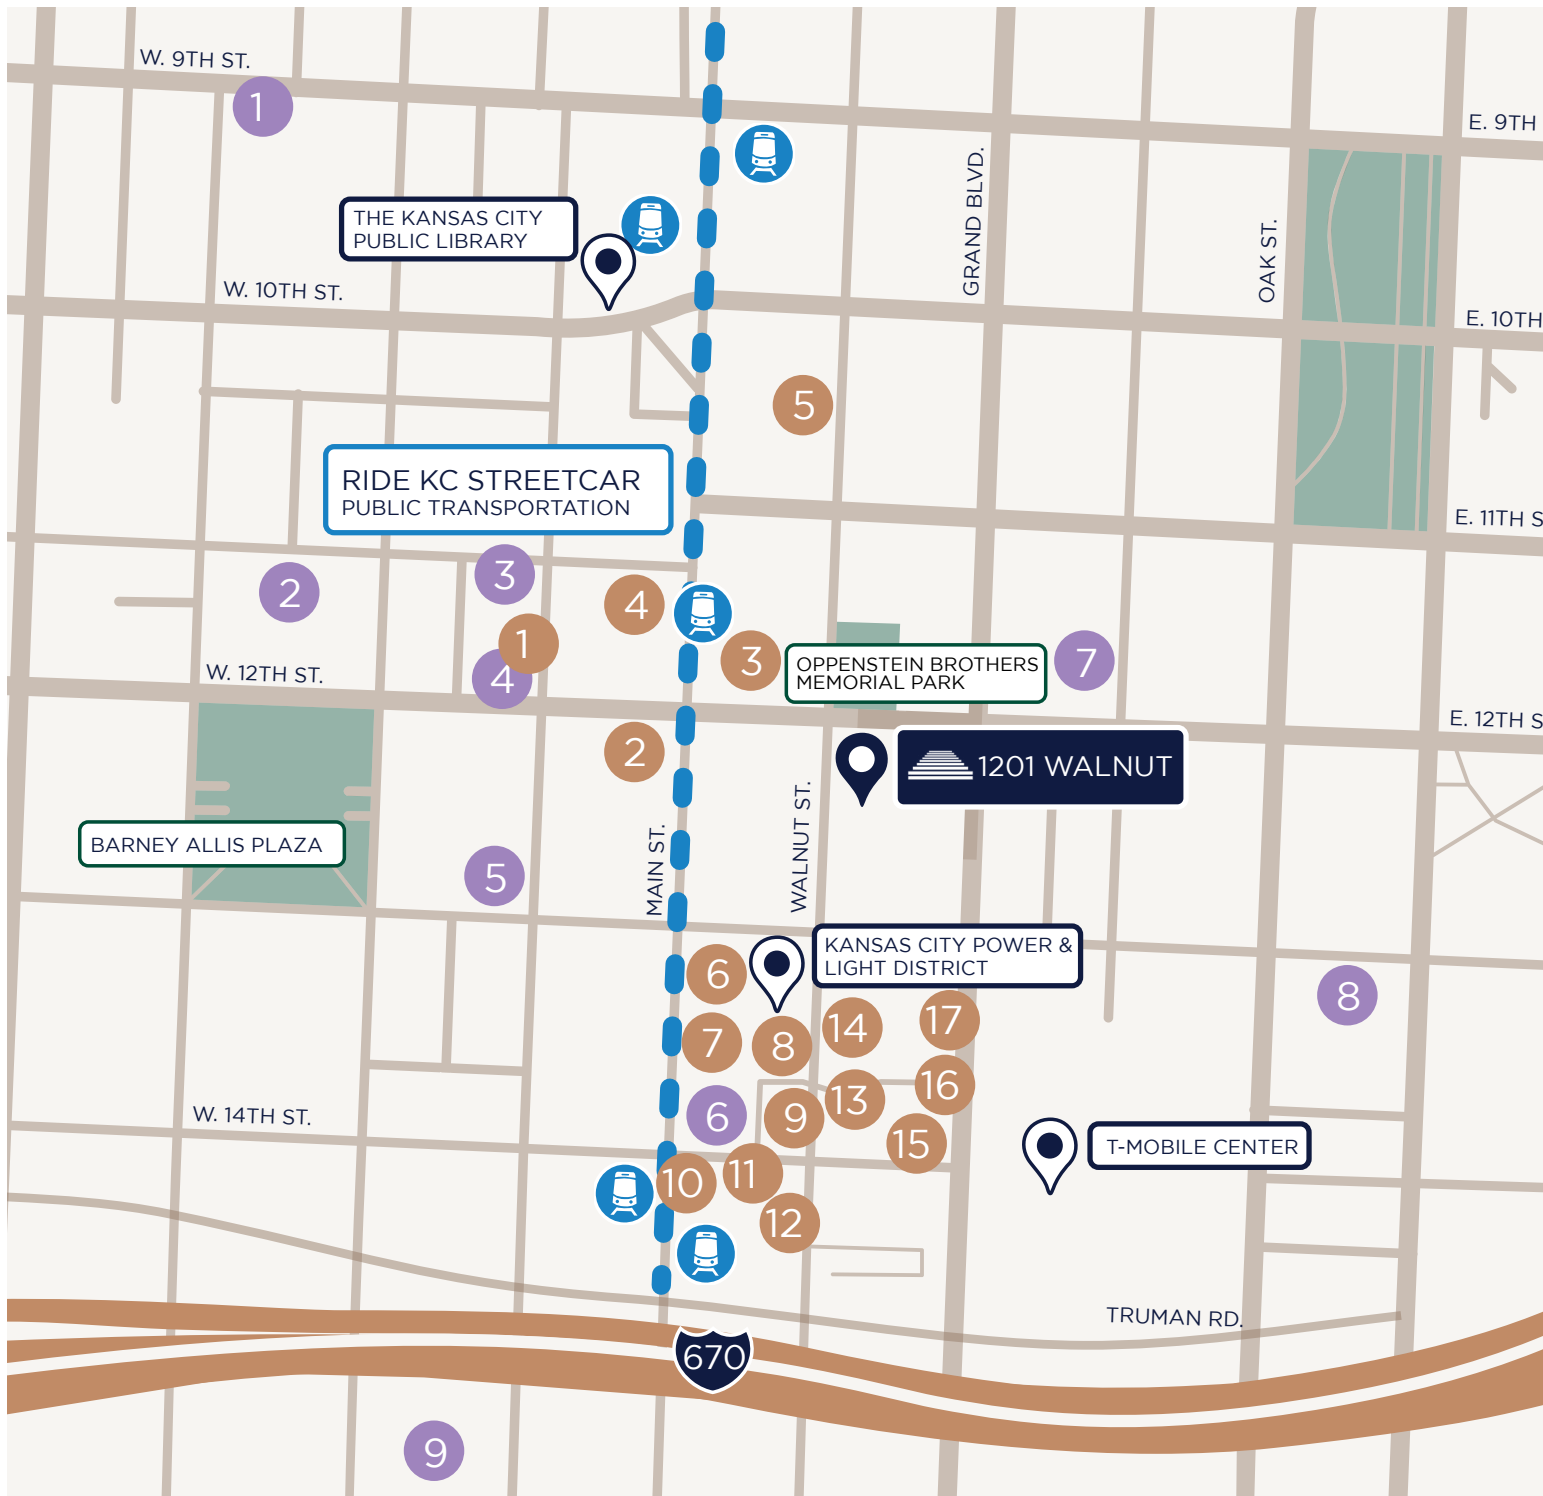 W. 9TH ST.
1
E. 9TH
THE KANSAS CITY
PUBLIC LIBRARY
GRAND BLVD.
OAK ST.
W. 10TH ST.
E. 10TH
5
RIDE KC STREETCAR
PUBLIC TRANSPORTATION
E. 11TH S
3
2
4
1
3
OPPENSTEIN BROTHERS
MEMORIAL PARK
7
4
W. 12TH ST.
E. 12TH S
2
1201 WALNUT
BARNEY ALLIS PLAZA
MAIN ST.
WALNUT ST.
5
KANSAS CITY POWER &
LIGHT DISTRICT
6
8
7
8
14
17
16
13
9
6
W. 14TH ST.
15
T-MOBILE CENTER
10
11
12
TRUMAN RD.
670
9